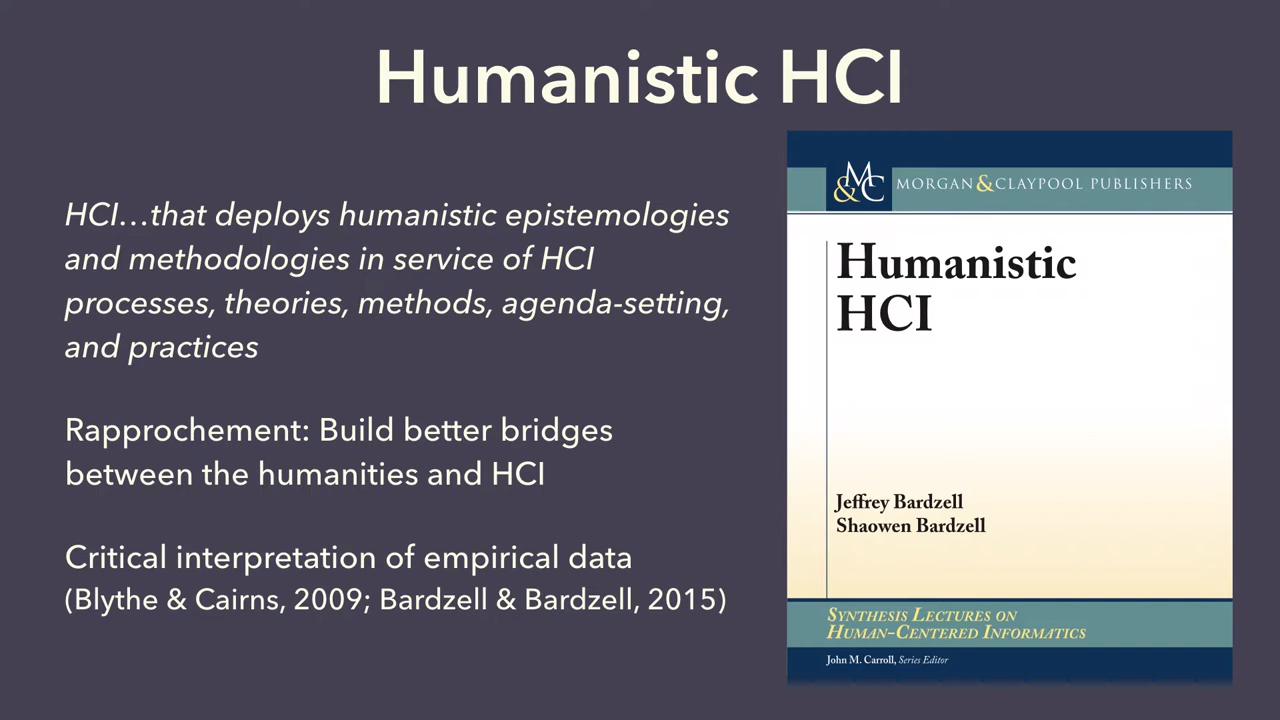 Humanistic HCI
HCI…that deploys humanistic epistemologies
and methodologies in service of HCI
processes, theories, methods, agenda-setting,
and practices
Rapprochement: Build better bridges
between the humanities and HCI
Critical interpretation of empirical data
(Blythe & Cairns, 2009; Bardzell & Bardzell, 2015)
M&C MORGAN&CLAYPOOL PUBLISHERS
Humanistic
HCI
Jeffrey Bardzell
Shaowen Bardzell
SYNTHESIS LECTURES ON
HUMAN-CENTERED INFORMATICS
John M. Carroll, Series Editor